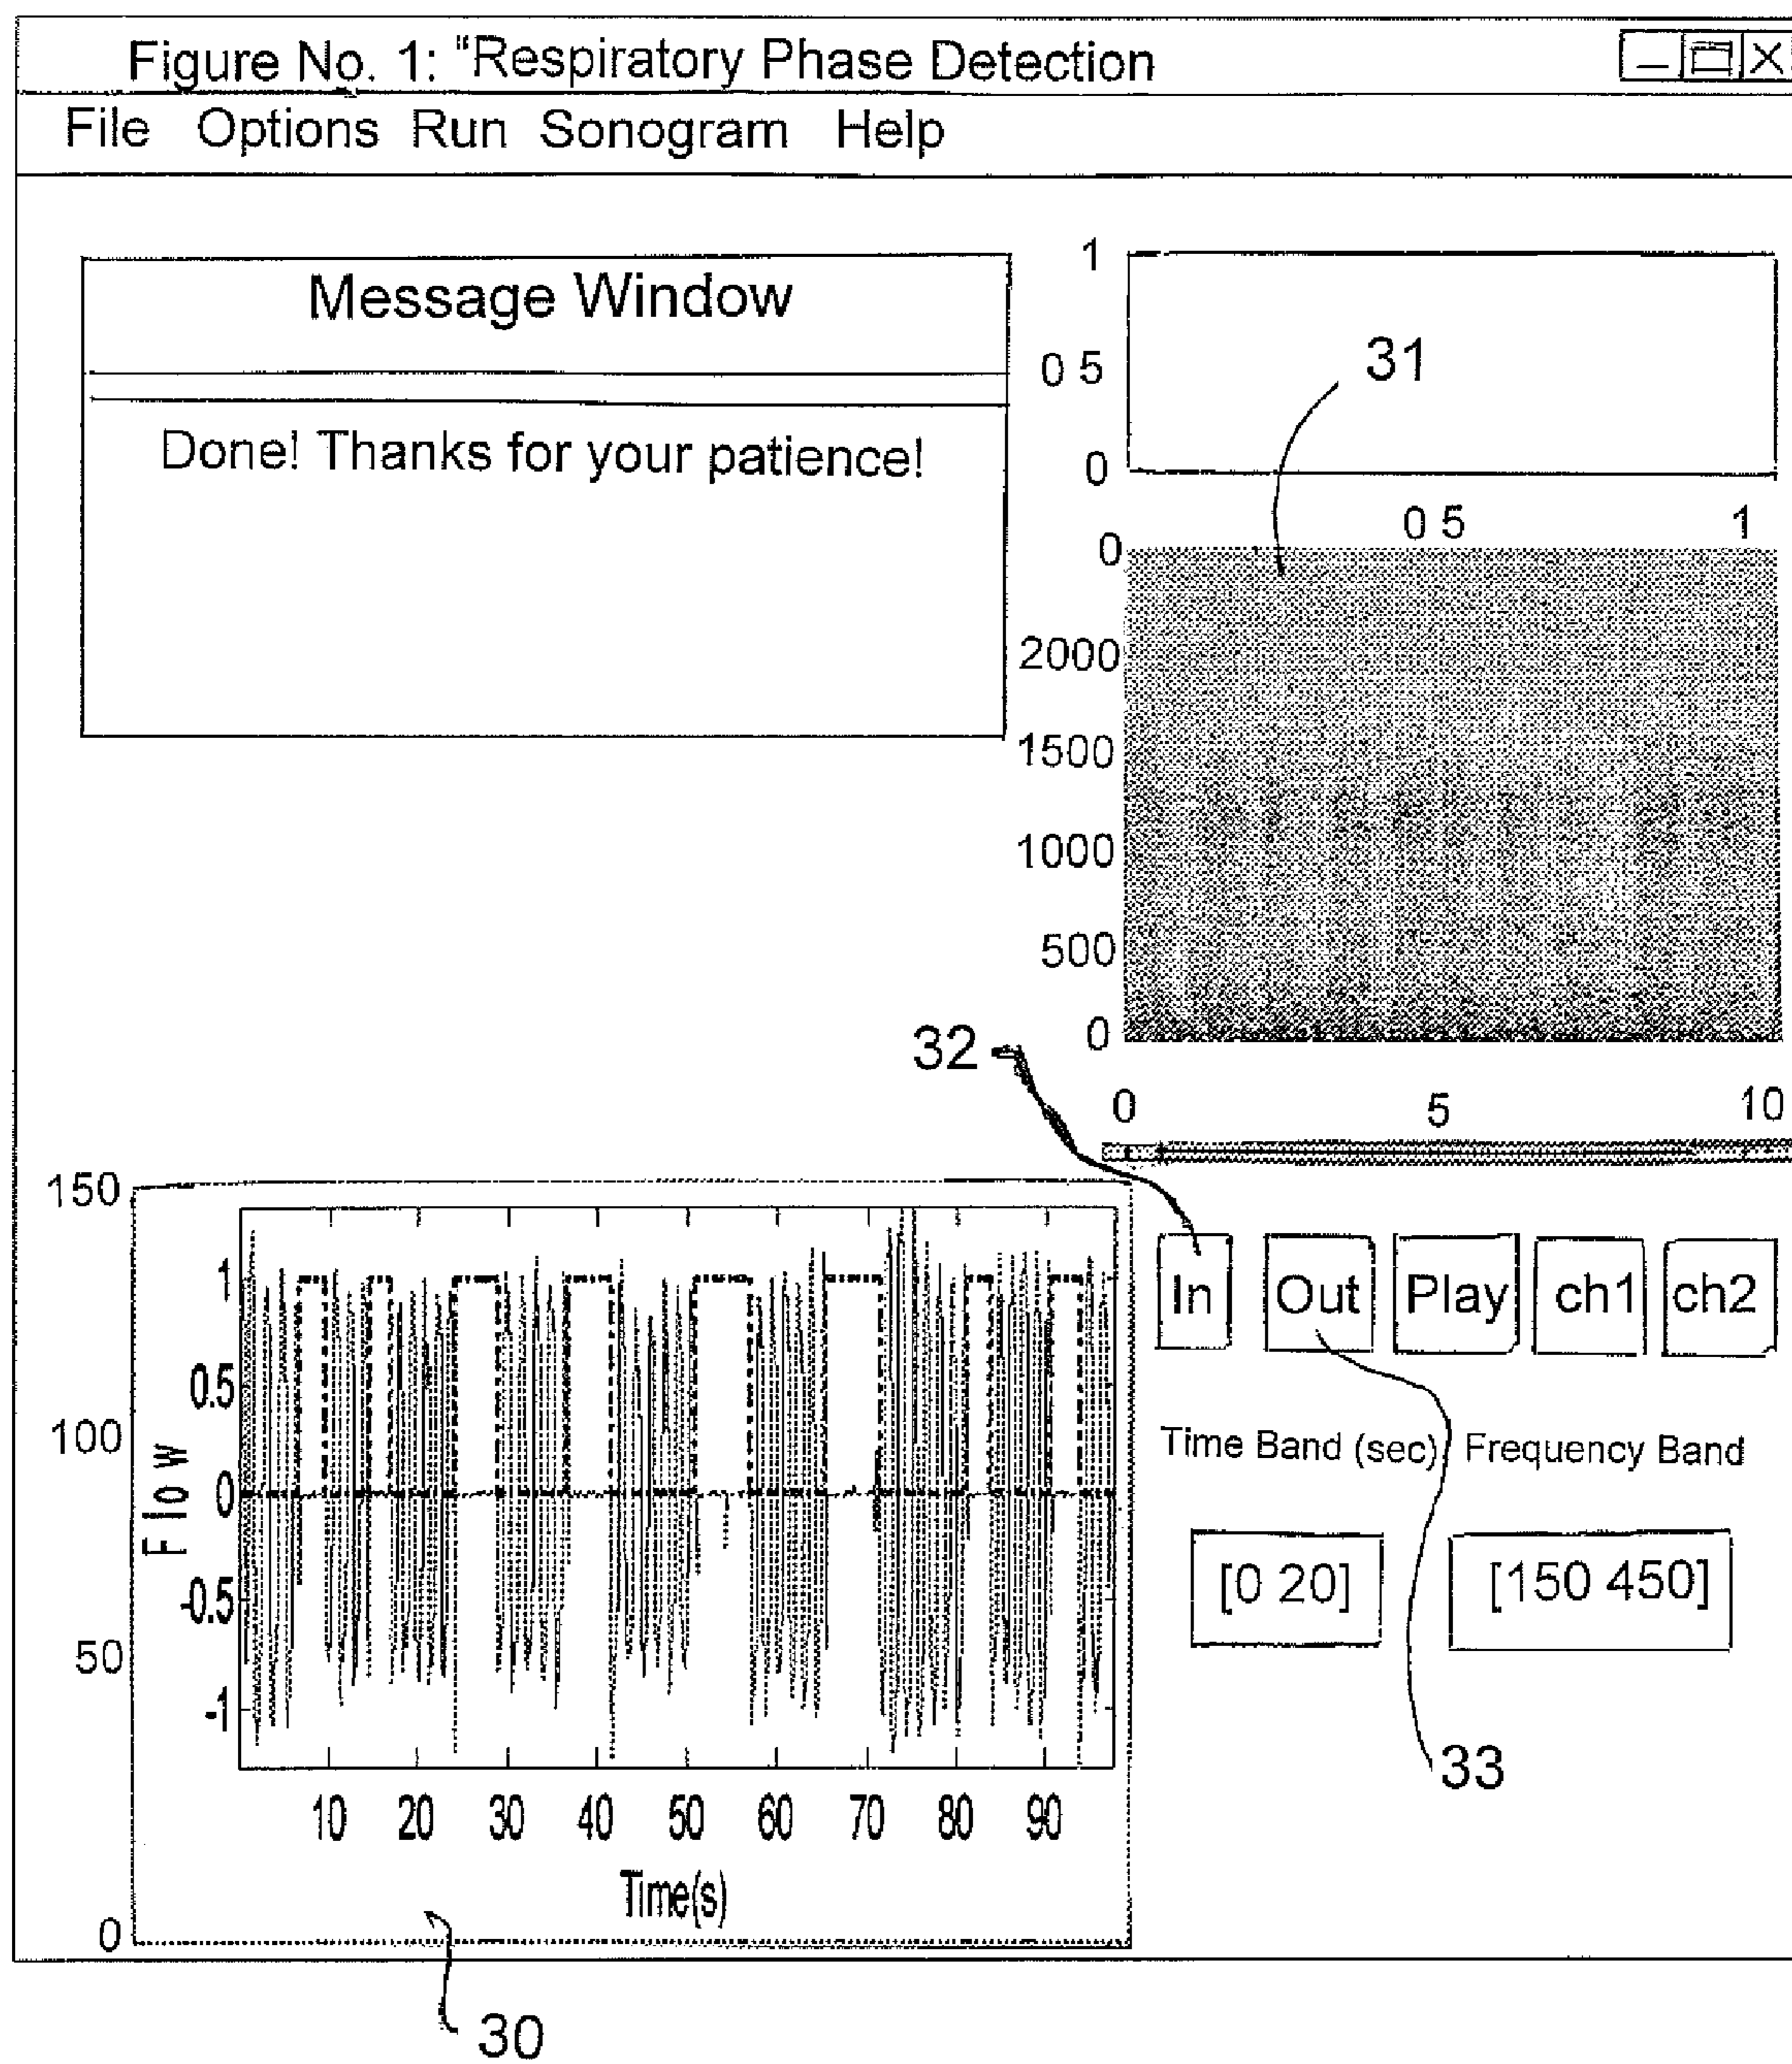 Figure No. 1: "Respiratory Phase Detection
File Options Run Sonogram Help
Message Window
Done! Thanks for your patience!
1
0 5
0
0 5 1
31
0
2000
1500
1000
500
0
0 5 10
32
150
100
50
0
1
0.5
0
-0.5
-1
Flow
10 20 30 40 50 60 70 80 90
Time(s)
30
In Out Play ch1 ch2
Time Band (sec) Frequency Band
[0 20] [150 450]
33